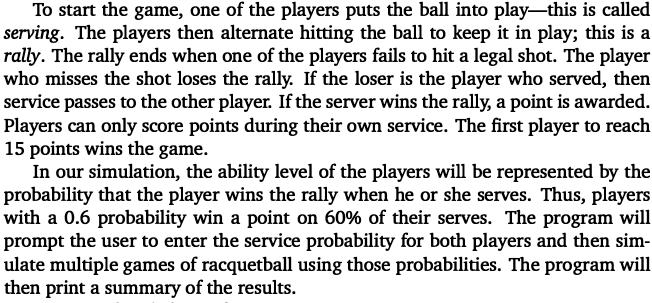 To start the game, one of the players puts the ball into play—this is called
serving. The players then alternate hitting the ball to keep it in play; this is a
rally. The rally ends when one of the players fails to hit a legal shot. The player
who misses the shot loses the rally. If the loser is the player who served, then
service passes to the other player. If the server wins the rally, a point is awarded.
Players can only score points during their own service. The first player to reach
15 points wins the game.
In our simulation, the ability level of the players will be represented by the
probability that the player wins the rally when he or she serves. Thus, players
with a 0.6 probability win a point on 60% of their serves. The program will
prompt the user to enter the service probability for both players and then sim-
ulate multiple games of racquetball using those probabilities. The program will
then print a summary of the results.